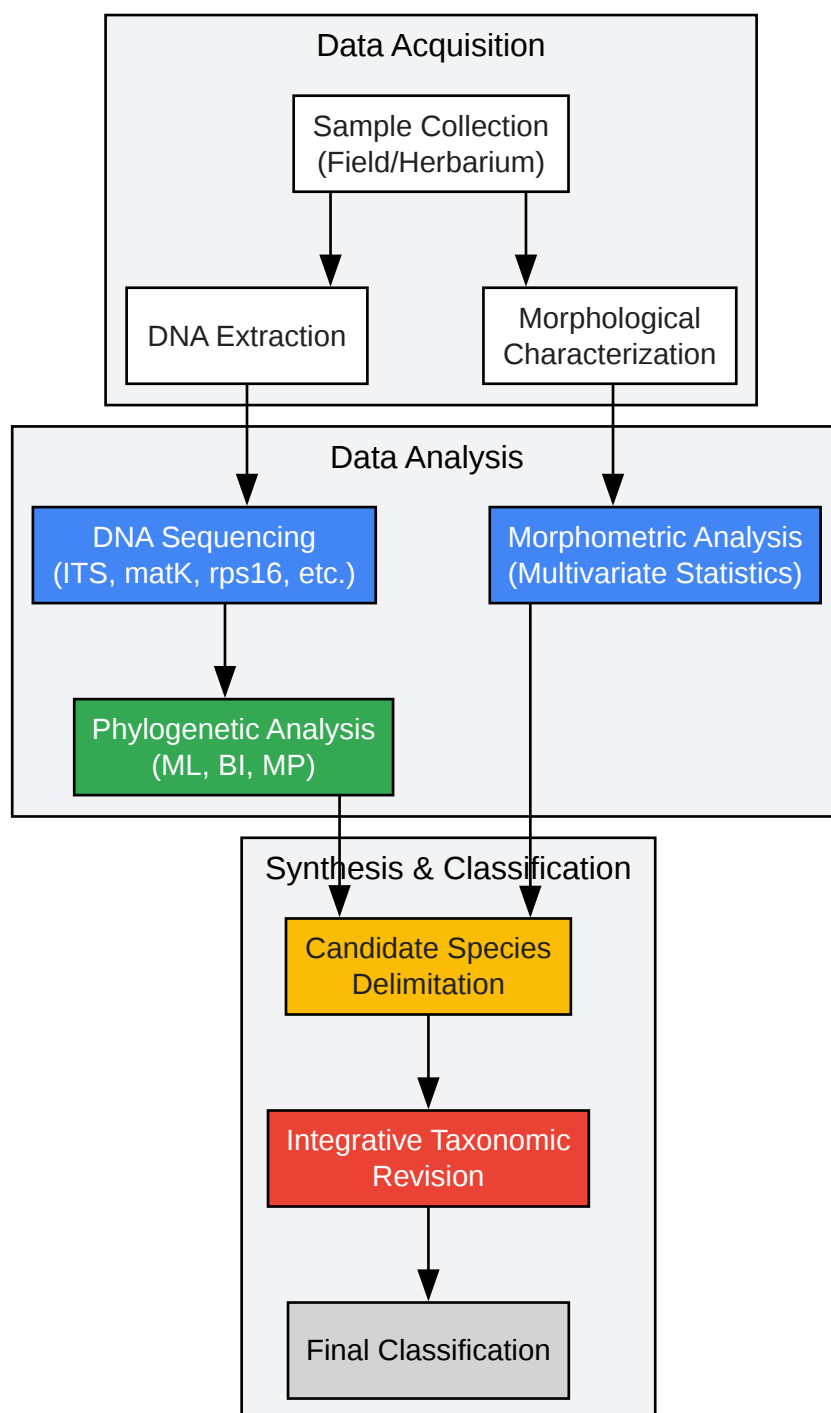 Data Acquisition
Sample Collection
(Field/Herbarium)
DNA Extraction
Morphological
Characterization
Data Analysis
DNA Sequencing
(ITS, matK, rps16, etc.)
Morphometric Analysis
(Multivariate Statistics)
Phylogenetic Analysis
(ML, BI, MP)
Synthesis & Classification
Candidate Species
Delimitation
Integrative Taxonomic
Revision
Final Classification